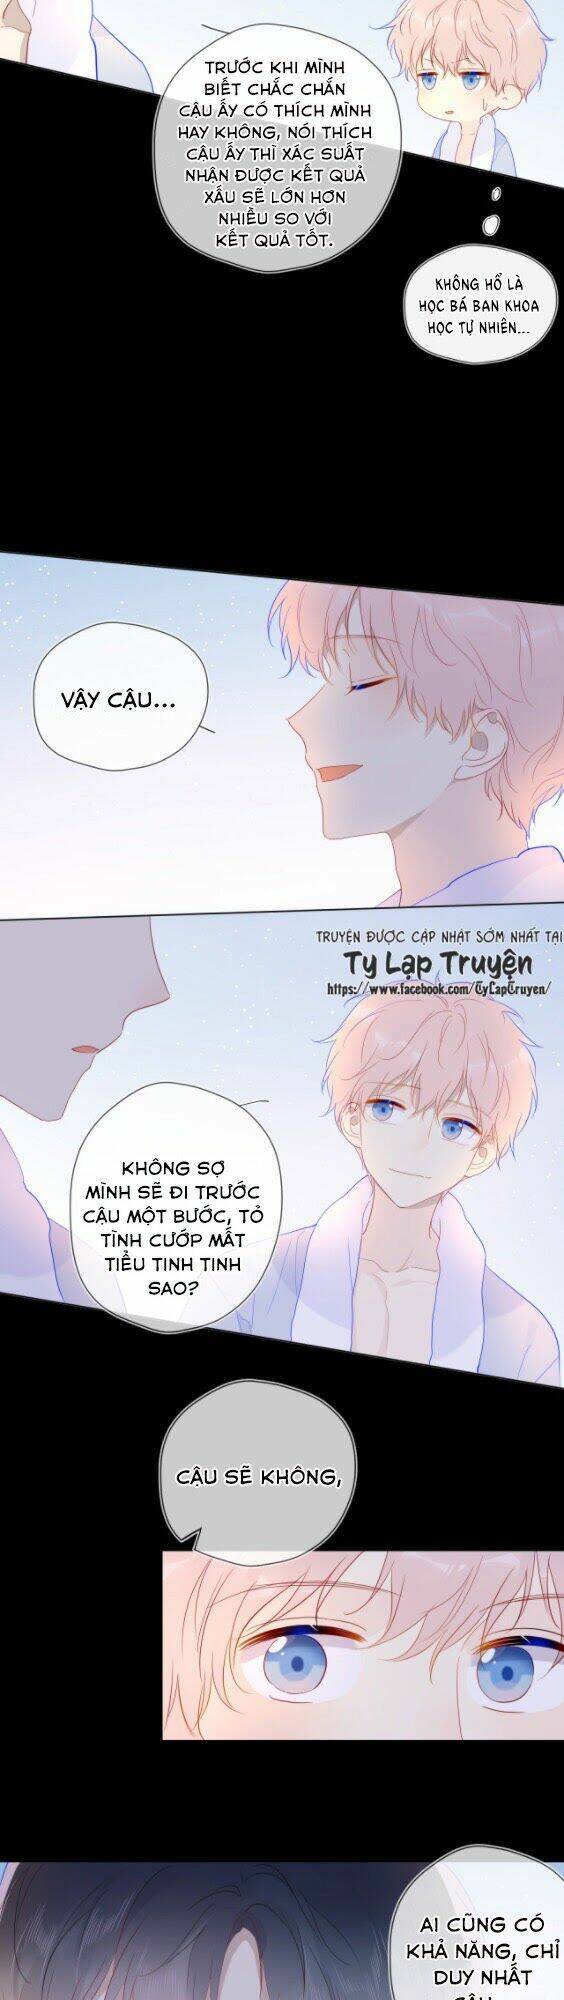 TRƯỚC KHI MÌNH
BIẾT CHẮC CHẮN
CẬU ẤY CÓ THÍCH MÌNH
HAY KHÔNG, NÓI THÍCH
CẬU ẤY THÌ XÁC SUẤT
NHẬN ĐƯỢC KẾT QUẢ
XẤU SẼ LỚN HƠN
NHIỀU SO VỚI
KẾT QUẢ TỐT.
KHÔNG HỔ LÀ
HỌC BÁ BAN KHOA
HỌC TỰ NHIÊN...
VẬY CẬU...
TRUYỆN ĐƯỢC CẬP NHẬT SỚM NHẤT TẠI
Ty Lạp Truyện
https://www.facebook.com/TyLapTruyen/
KHÔNG SỢ
MÌNH SẼ ĐI TRƯỚC
CẬU MỘT BƯỚC, TỎ
TÌNH CƯỚP MẤT
TIỂU TINH TINH
SAO?
CẬU SẼ KHÔNG,
AI CŨNG CÓ
KHẢ NĂNG, CHỈ
DUY NHẤT